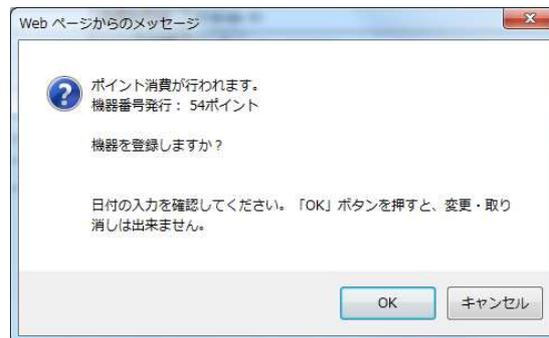 Web ページからのメッセージ
ポイント消費が行われます。
機器番号発行： 54ポイント
機器を登録しますか？
日付の入力を確認してください。「OK」ボタンを押すと、変更・取り
消しは出来ません。
OK
キャンセル